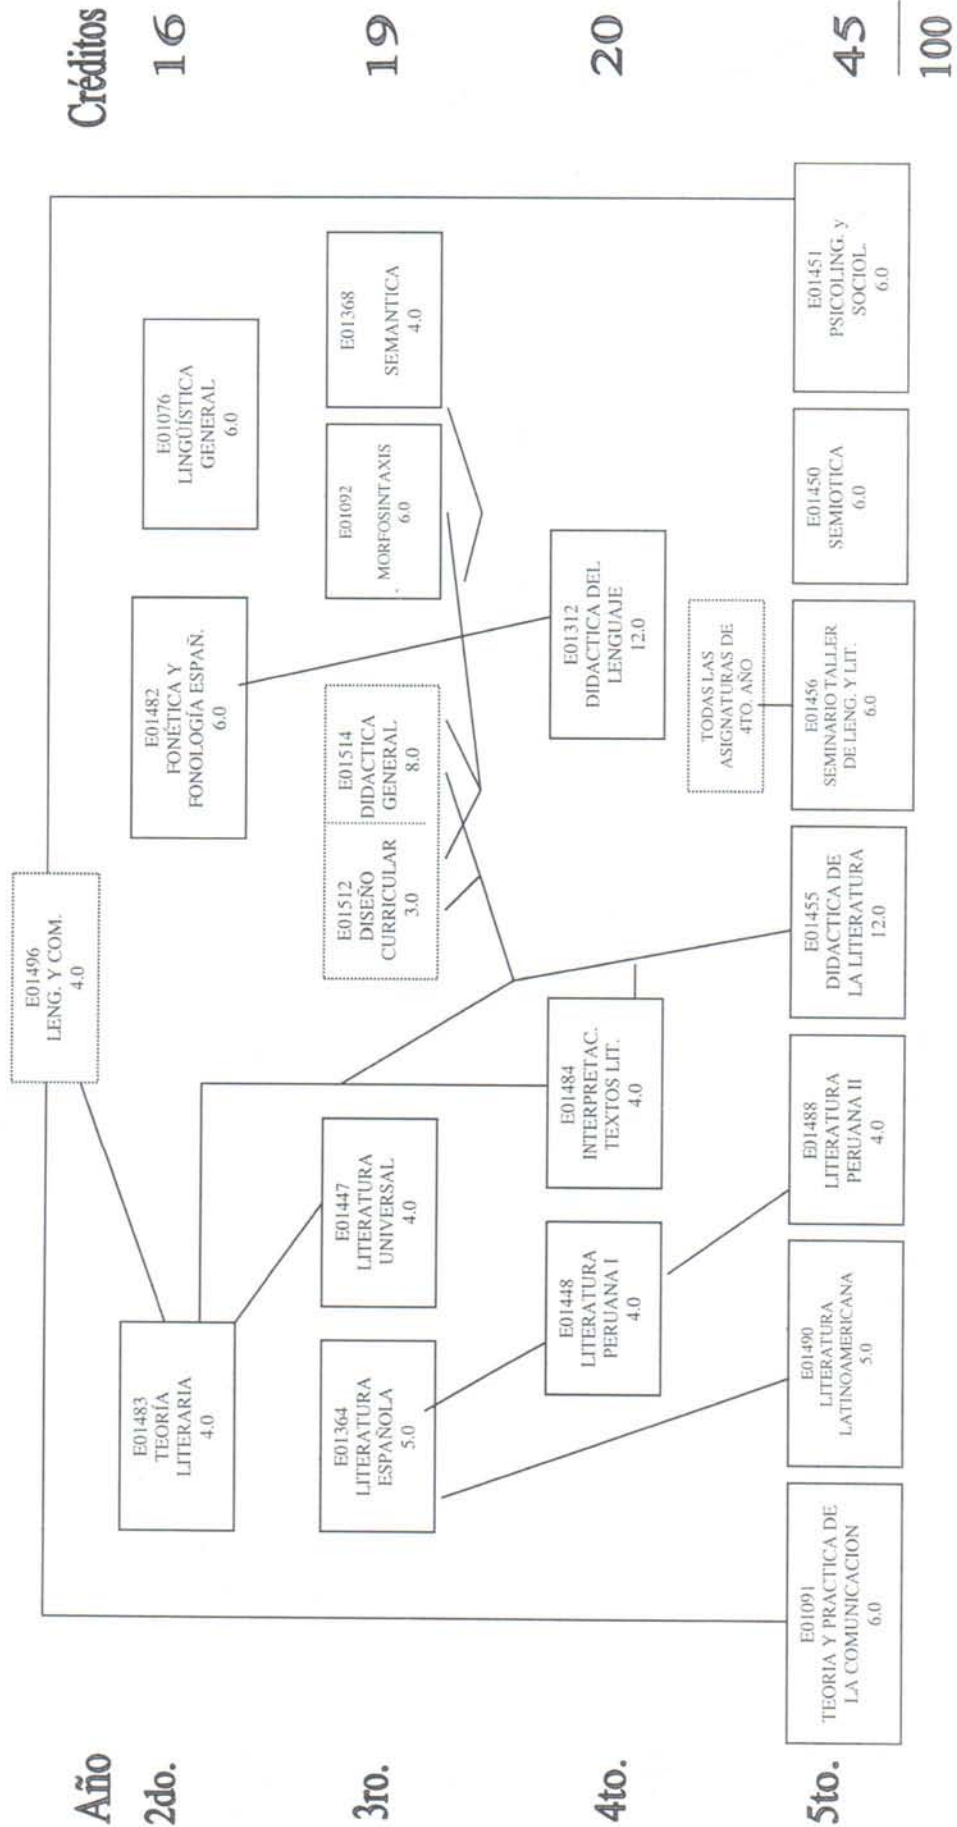 Año
Créditos
E01496
LENG. Y COM.
4.0
2do.
E01483
TEORÍA
LITERARIA
4.0
E01482
FONÉTICA Y
FONOLOGÍA ESPAÑ.
6.0
E01076
LINGÜÍSTICA
GENERAL
6.0
16
3ro.
E01364
LITERATURA
ESPAÑOLA
5.0
E01447
LITERATURA
UNIVERSAL
4.0
E01512
DISEÑO
CURRICULAR
3.0
E01514
DIDACTICA
GENERAL
8.0
E01092
MORFOSINTAXIS
6.0
E01368
SEMANTICA
4.0
19
4to.
E01448
LITERATURA
PERUANA I
4.0
E01484
INTERPRETAC.
TEXTOS LIT.
4.0
E01312
DIDACTICA DEL
LENGUAJE
12.0
20
TODAS LAS
ASIGNATURAS DE
4TO. AÑO
5to.
E01091
TEORIA Y PRACTICA DE
LA COMUNICACION
6.0
E01490
LITERATURA
LATINOAMERICANA
5.0
E01488
LITERATURA
PERUANA II
4.0
E01455
DIDACTICA DE
LA LITERATURA
12.0
E01456
SEMINARIO TALLER
DE LENG. Y LIT.
6.0
E01450
SEMIOTICA
6.0
E01451
PSICOLING. y
SOCIOL.
6.0
45
100